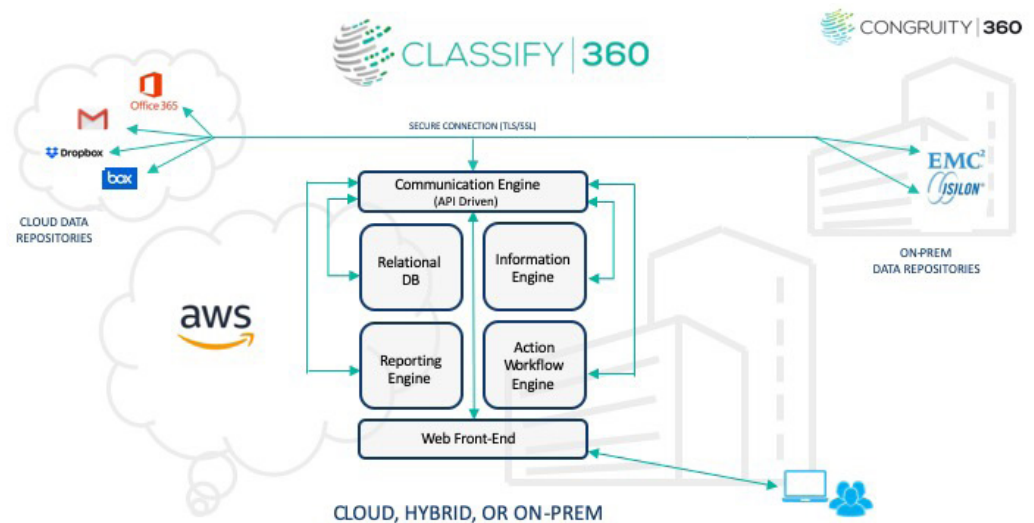 CLASSIFY|360
CONGRUITY|360
Office 365
Dropbox
box
CLOUD DATA
REPOSITORIES
SECURE CONNECTION (TLS/SSL)
EMC²
ISILON®
ON-PREM
DATA REPOSITORIES
Communication Engine
(API Driven)
Relational
DB
Information
Engine
aws
Reporting
Engine
Action
Workflow
Engine
Web Front-End
CLOUD, HYBRID, OR ON-PREM